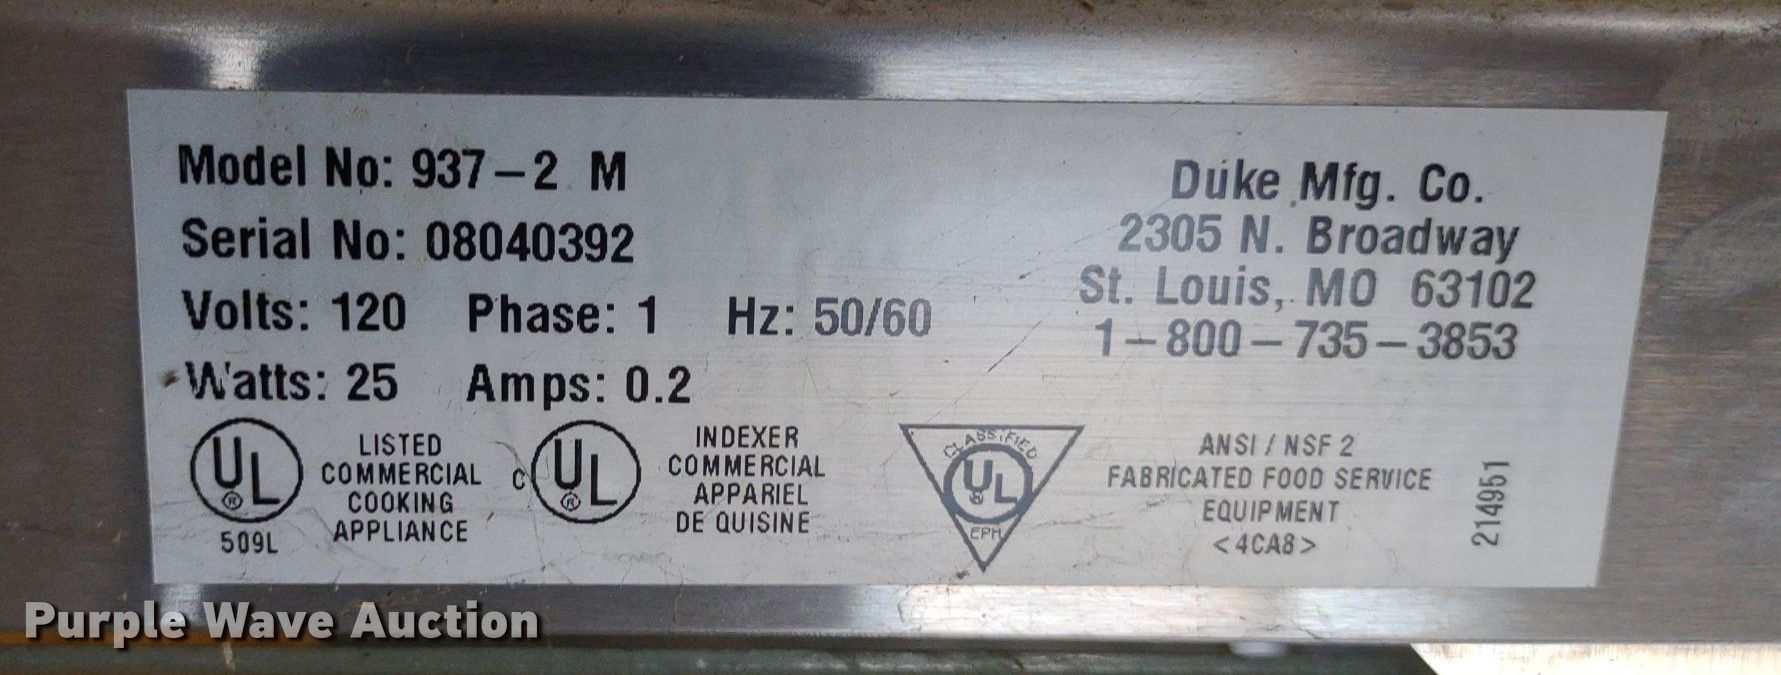 Model No: 937-2 M
Serial No: 08040392
Volts: 120 Phase: 1 Hz: 50/60
Watts: 25 Amps: 0.2
Duke Mfg. Co.
2305 N. Broadway
St. Louis, MO 63102
1-800-735-3853
UL ®
509L
LISTED
COMMERCIAL
COOKING
APPLIANCE
C UL ®
INDEXER
COMMERCIAL
APPARIEL
DE QUISINE
CLASSIFIED
UL ®
EPH
ANSI / NSF 2
FABRICATED FOOD SERVICE
EQUIPMENT
<4CA8>
214951
Purple Wave Auction